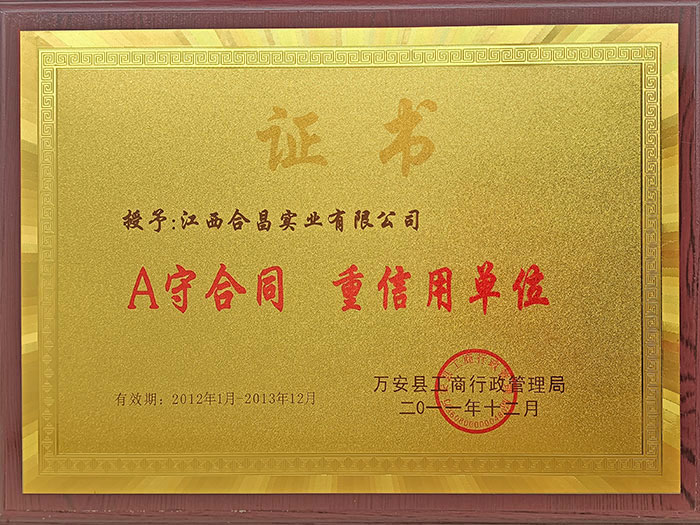 证书
授予:江西合昌实业有限公司
A守合同 重信用单位
万安县工商行政管理局
有效期：2012年1月-2013年12月
二0一一年十二月